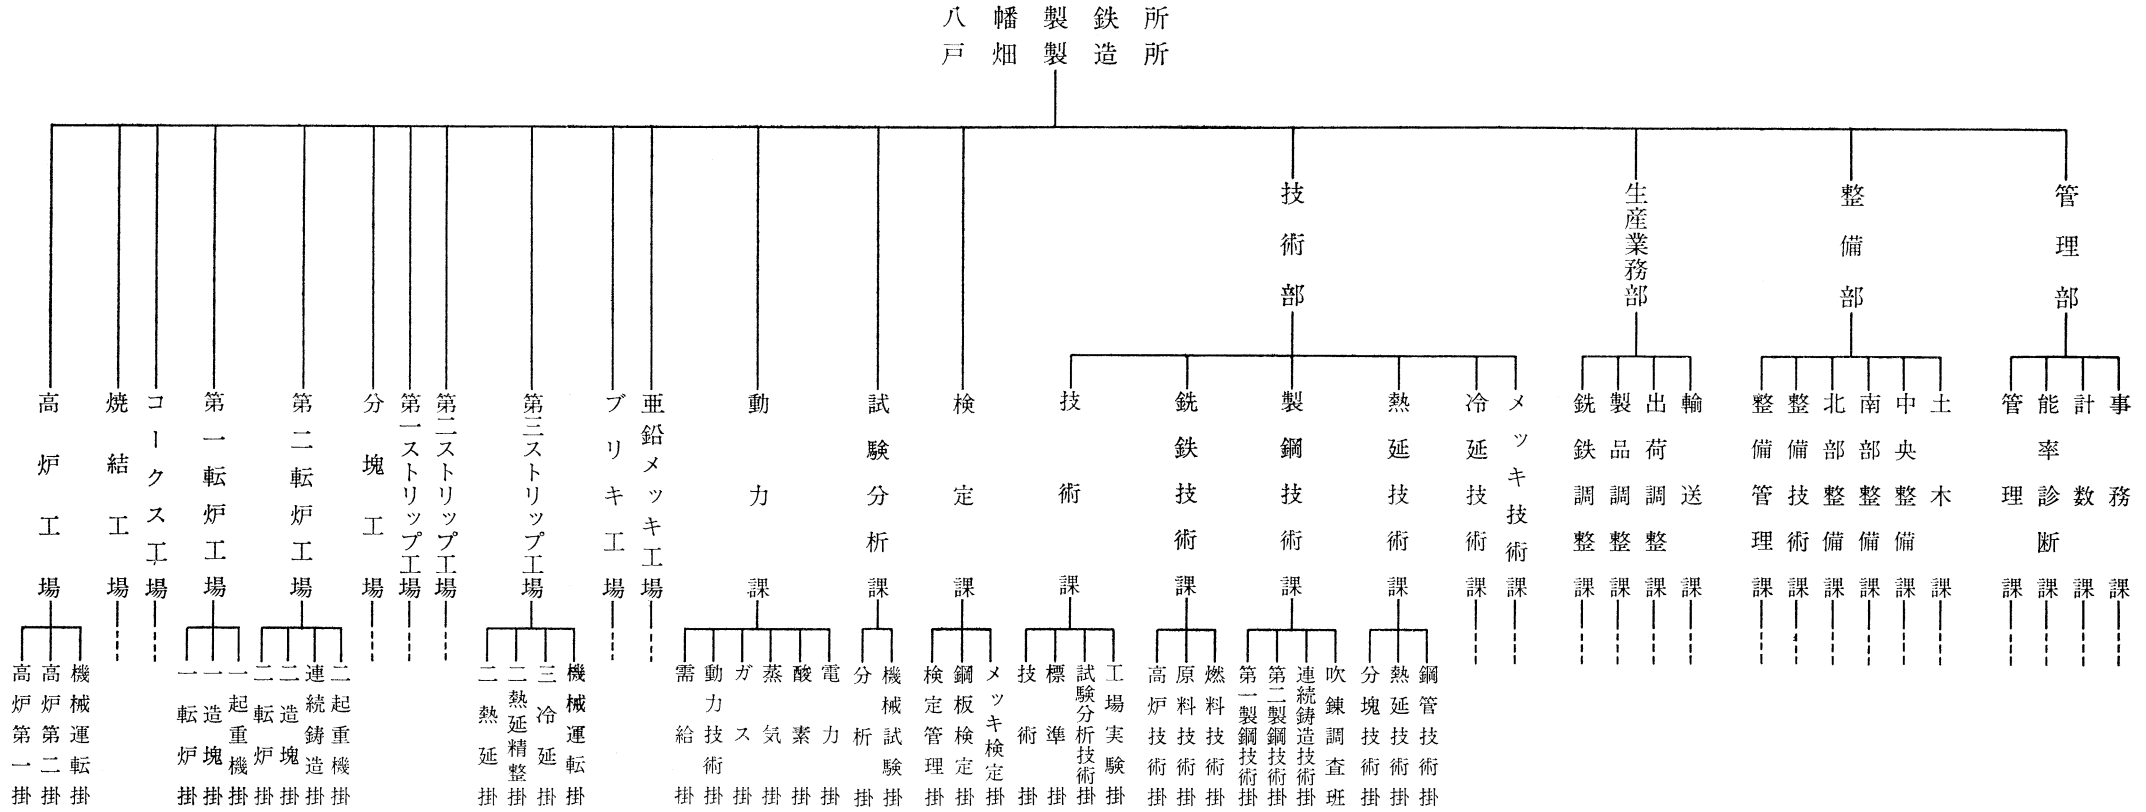 八幡製鉄所
戸畑製造所
管理部
整備部
生産業務部
技術部
事務課
計数課
能率診断課
管理課
土木課
中央整備課
南部整備課
北部整備課
整備技術課
整備管理課
輸送課
出荷調整課
製品調整課
銑鉄調整課
メッキ技術課
冷延技術課
熱延技術課
製鋼技術課
銑鉄技術課
技術課
検定課
試験分析課
動力課
亜鉛メッキ工場
ブリキ工場
第三ストリップ工場
第二ストリップ工場
第一ストリップ工場
分塊工場
第二転炉工場
第一転炉工場
コークス工場
焼結工場
高炉工場
鋼管技術掛
熱延技術掛
分塊技術掛
吹錬調査班
連続鋳造技術掛
第二製鋼技術掛
第一製鋼技術掛
燃料技術掛
原料技術掛
高炉技術掛
工場実験掛
試験分析技術掛
標準掛
技術掛
メッキ検定掛
鋼板検定掛
検定管理掛
機械試験掛
分析掛
電力掛
酸素掛
蒸気掛
ガス掛
動力技術掛
需給掛
機械運転掛
三冷延掛
二熱延精整掛
二熱延掛
二起重機掛
連続鋳造掛
二造塊掛
二転炉掛
一起重機掛
一造塊掛
一転炉掛
機械運転掛
高炉第二掛
高炉第一掛